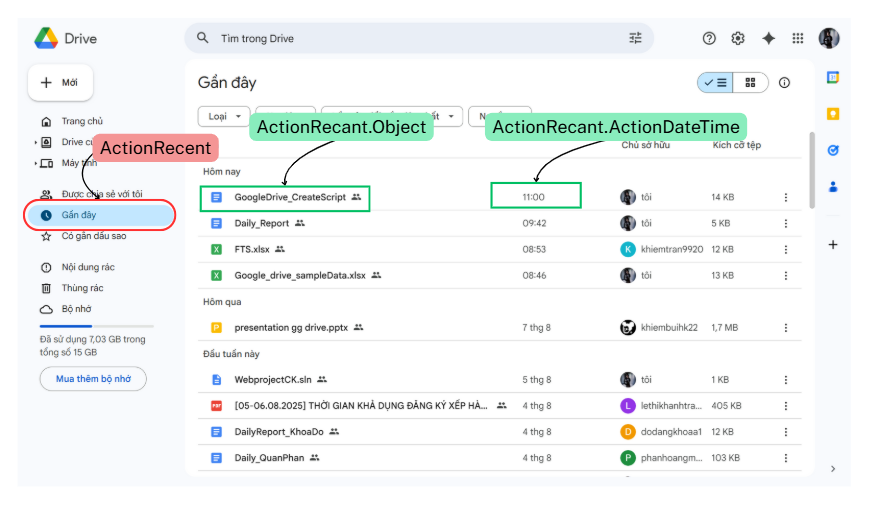 Drive
Tìm trong Drive
Mới
Gần đây
Loại
ActionRecant.Object
ActionRecant.ActionDateTime
Chủ sở hữu
Kích cỡ tệp
Trang chủ
Drive
ActionRecent
Máy tính
Được chia sẻ với tôi
Gần đây
Có gắn dấu sao
Nội dung rác
Thùng rác
Bộ nhớ
Đã sử dụng 7,03 GB trong
tổng số 15 GB
Mua thêm bộ nhớ
Hôm nay
GoogleDrive_CreateScript 11:00 tôi 14 KB
Daily_Report 09:42 tôi 5 KB
FTS.xlsx 08:53 K khiemtran9920 12 KB
Google_drive_sampleData.xlsx 08:46 tôi 13 KB
Hôm qua
presentation gg drive.pptx 7 thg 8 khiembuihk22 1,7 MB
Đầu tuần này
WebprojectCK.sln 5 thg 8 tôi 1 KB
PDF [05-06.08.2025] THỜI GIAN KHẢ DỤNG ĐĂNG KÝ XẾP HÀ... 4 thg 8 L lethikhanhtra... 405 KB
DailyReport_KhoaDo 4 thg 8 D dodangkhoaa1 12 KB
Daily_QuanPhan 4 thg 8 P phanhoangm... 103 KB